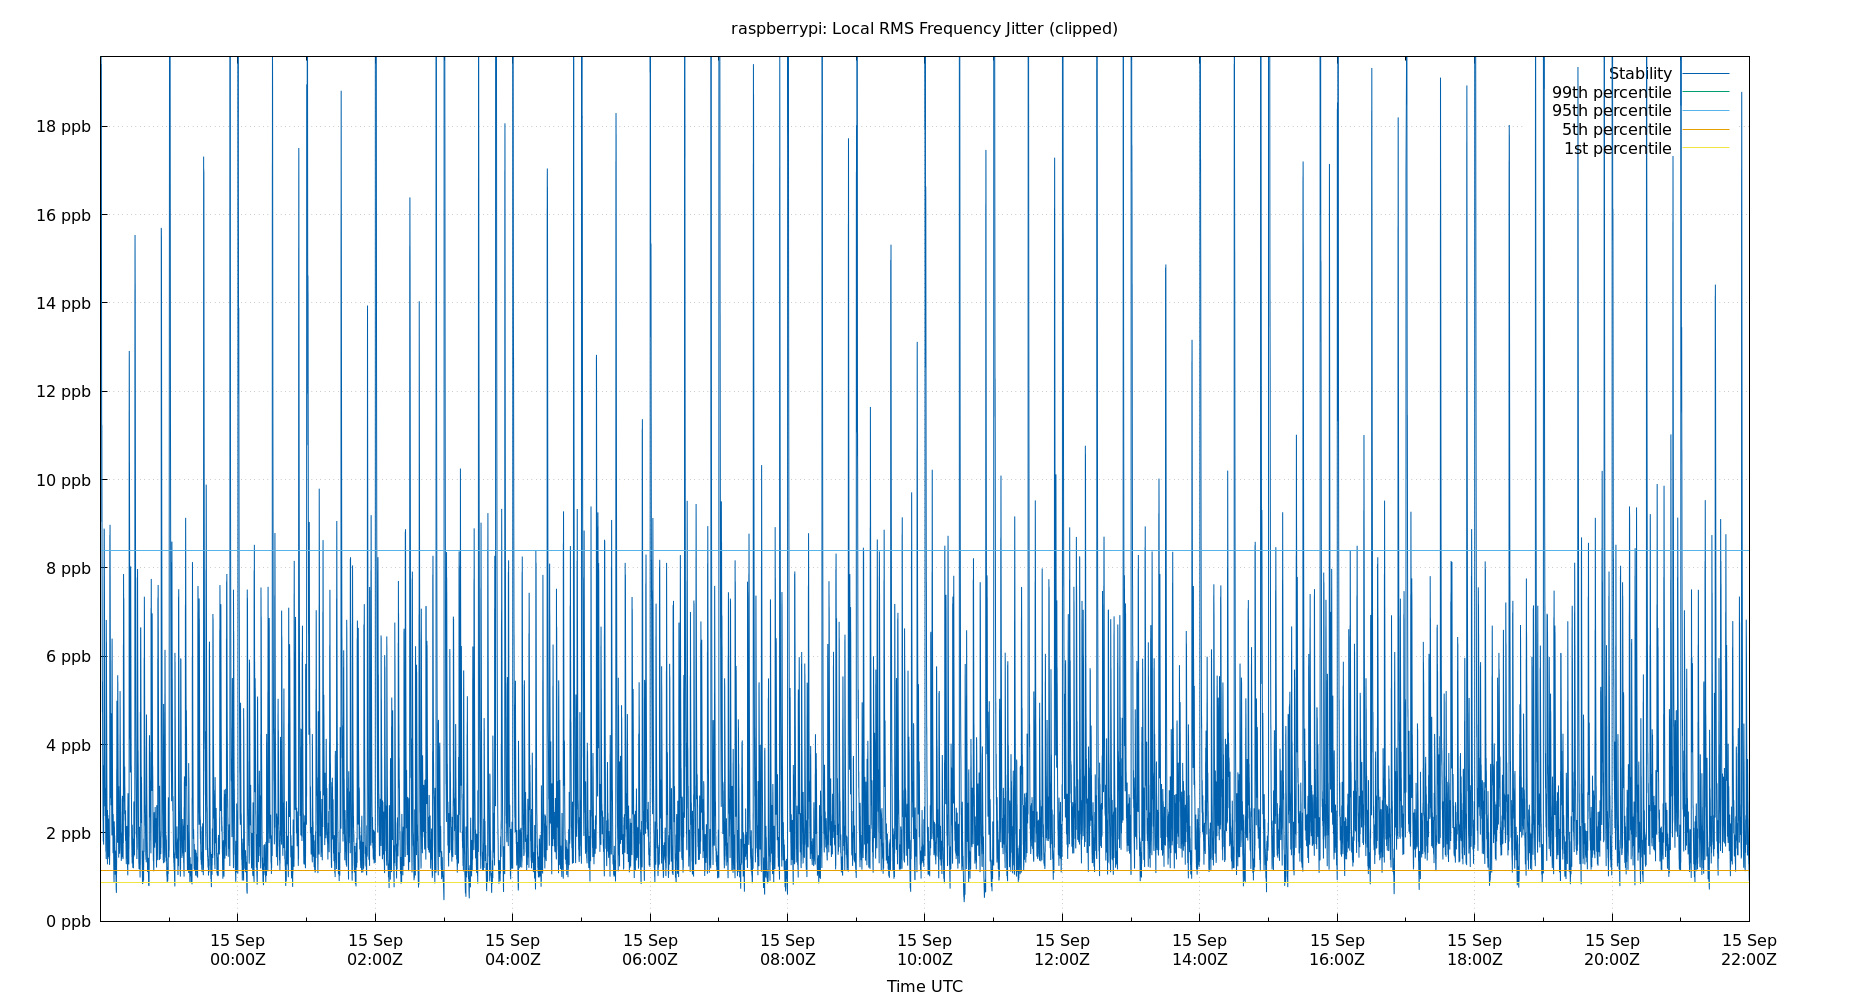 raspberrypi: Local RMS Frequency Jitter (clipped)
Stability
99th percentile
95th percentile
5th percentile
1st percentile
18 ppb
16 ppb
14 ppb
12 ppb
10 ppb
8 ppb
6 ppb
4 ppb
2 ppb
0 ppb
15 Sep 15 Sep 15 Sep 15 Sep 15 Sep 15 Sep 15 Sep 15 Sep 15 Sep 15 Sep 15 Sep 15 Sep
00:00Z 02:00Z 04:00Z 06:00Z 08:00Z 10:00Z 12:00Z 14:00Z 16:00Z 18:00Z 20:00Z 22:00Z
Time UTC